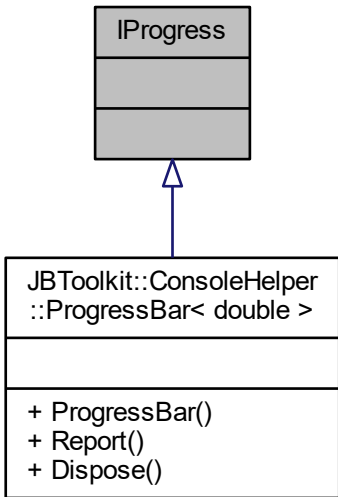 IProgress
JBToolkit::ConsoleHelper
::ProgressBar< double >
+ ProgressBar()
+ Report()
+ Dispose()